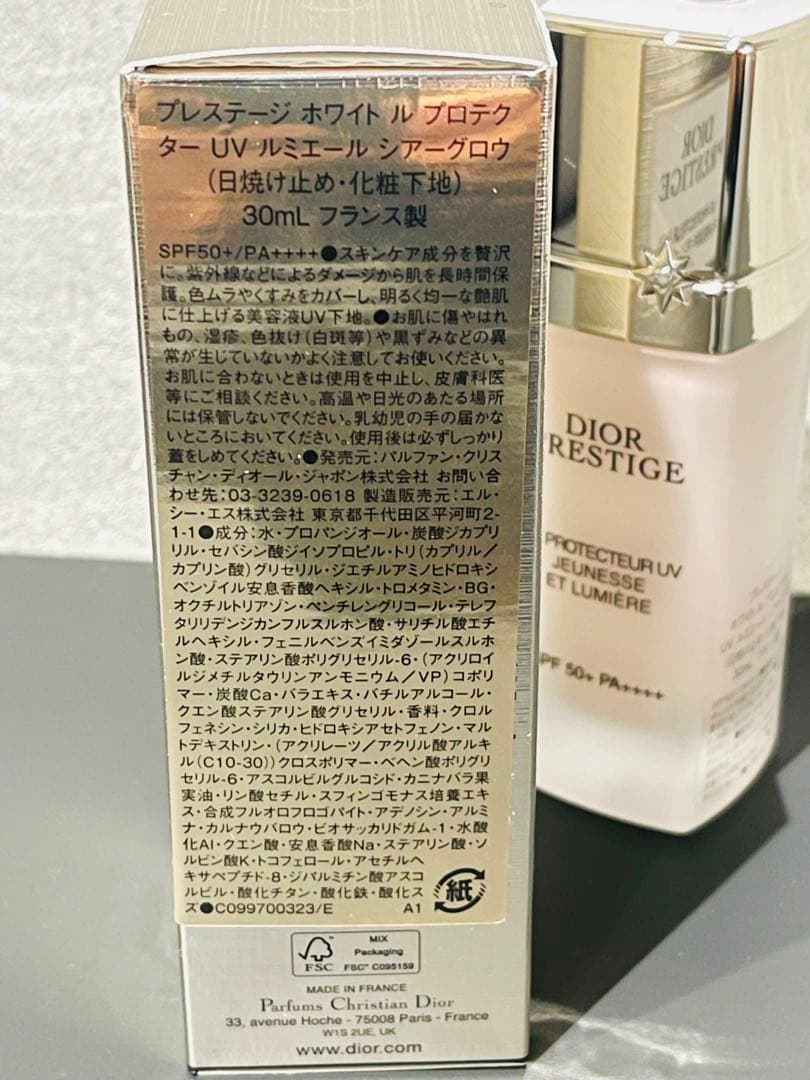 プレステージ ホワイト ル プロテク
ター UV ルミエール シアーグロウ
(日焼け止め・化粧下地)
30mL フランス製
SPF50+/PA++++●スキンケア成分を贅沢
に。紫外線などによるダメージから肌を長時間保
護。色ムラやくすみをカバーし、明るく均一な艶肌
に仕上げる美容液UV下地。●お肌に傷やはれ
もの、湿疹、色抜け(白斑等)や黒ずみなどの異
常が生じていないかよく注意してお使いください。
お肌に合わないときは使用を中止し、皮膚科医
等にご相談ください。高温や日光のあたる場所
には保管しないでください。乳幼児の手の届かな
いところにおいてください。使用後は必ずしっかり
蓋をしめてください。●発売元:パルファン・クリス
チャン・ディオール・ジャポン株式会社 お問い合
わせ先:03-3239-0618 製造販売元:エル・
シー・エス株式会社 東京都千代田区平河町2-
1-1●成分:水・プロパンジオール・炭酸ジカプリ
リル・セバシン酸ジイソプロピル・トリ(カプリル/
カプリン酸)グリセリル・ジエチルアミノヒドロキシ
ベンゾイル安息香酸ヘキシル・トロメタミン・BG・
オクチルトリアゾン・ペンチレングリコール・テレフ
タリリデンジカンフルスルホン酸・サリチル酸エチ
ルヘキシル・フェニルベンズイミダゾールスルホ
ン酸・ステアリン酸ポリグリセリル-6・(アクリロイ
ルジメチルタウリンアンモニウム/VP)コポリ
マー・炭酸Ca・バラエキス・バチルアルコール・
クエン酸ステアリン酸グリセリル・香料・クロル
フェネシン・シリカ・ヒドロキシアセトフェノン・マル
トデキストリン・(アクリレーツ/アクリル酸アルキ
ル(C10-30))クロスポリマー・ベヘン酸ポリグリ
セリル-6・アスコルビルグルコシド・カニナバラ果
実油・リン酸セチル・スフィンゴモナス培養エキ
ス・合成フルオロフロゴパイト・アデノシン・アルミ
ナ・カルナウバロウ・ビオサッカリドガム-1・水酸
化Al・クエン酸・安息香酸Na・ステアリン酸・ソ
ルビン酸K・トコフェロール・アセチルヘ
キサペプチド-8・ジパルミチン酸アスコ
ルビル・酸化チタン・酸化鉄・酸化ス
ズ●C099700323/E A1
紙
FSC
MIX
Packaging
FSC™ C095159
MADE IN FRANCE
Parfums Christian Dior
33, avenue Hoche - 75008 Paris - France
W1S 2UE, UK
www.dior.com
DIOR
PRESTIGE
DIOR
PRESTIGE
PROTECTEUR UV
JEUNESSE
ET LUMIÈRE
SPF 50+ PA++++